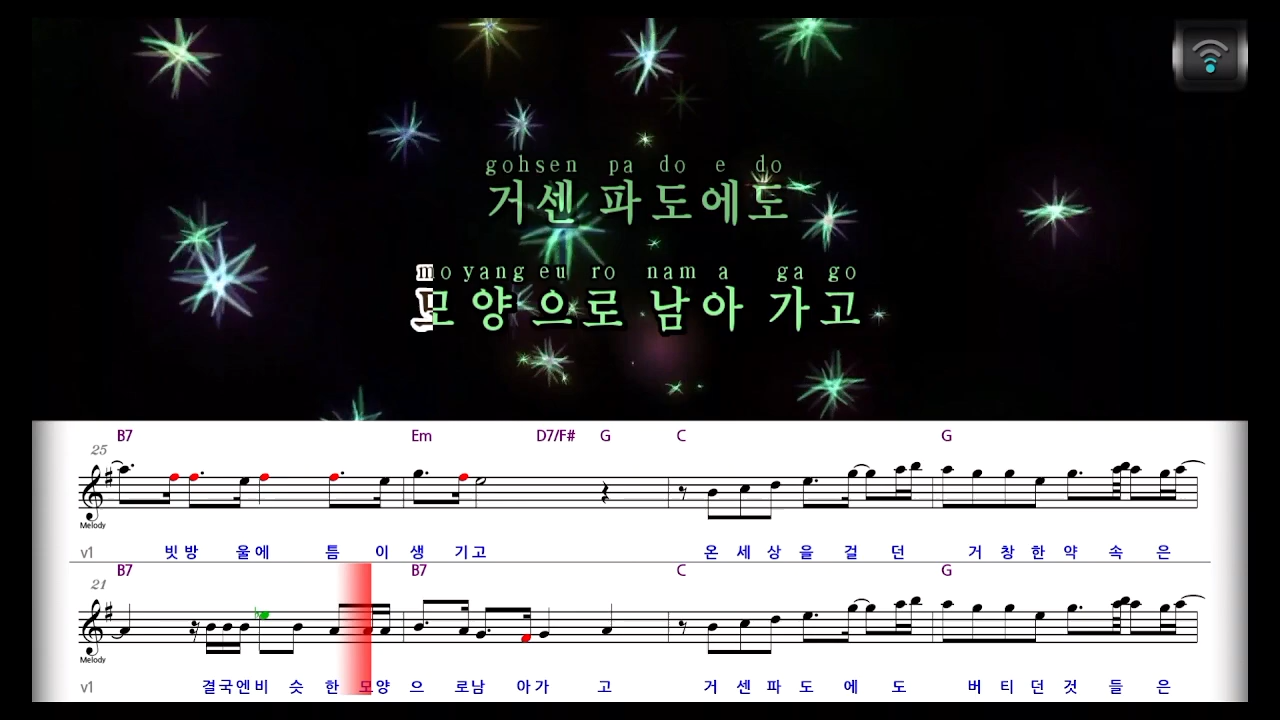 gohsen pa do e do
거센 파도에도
mo yang eu ro nam a ga go
모양으로 남아 가고
B7 Em D7/F# G C G
25
Melody
v1 빗 방 울 에 틈 이 생 기 고 온 세 상 을 걸 던 거 창 한 약 속 은
B7 B7 C G
21
Melody
v1 결 국 엔 비 슷 한 모 양 으 로 남 아 가 고 거 센 파 도 에 도 버 티 던 것 들 은